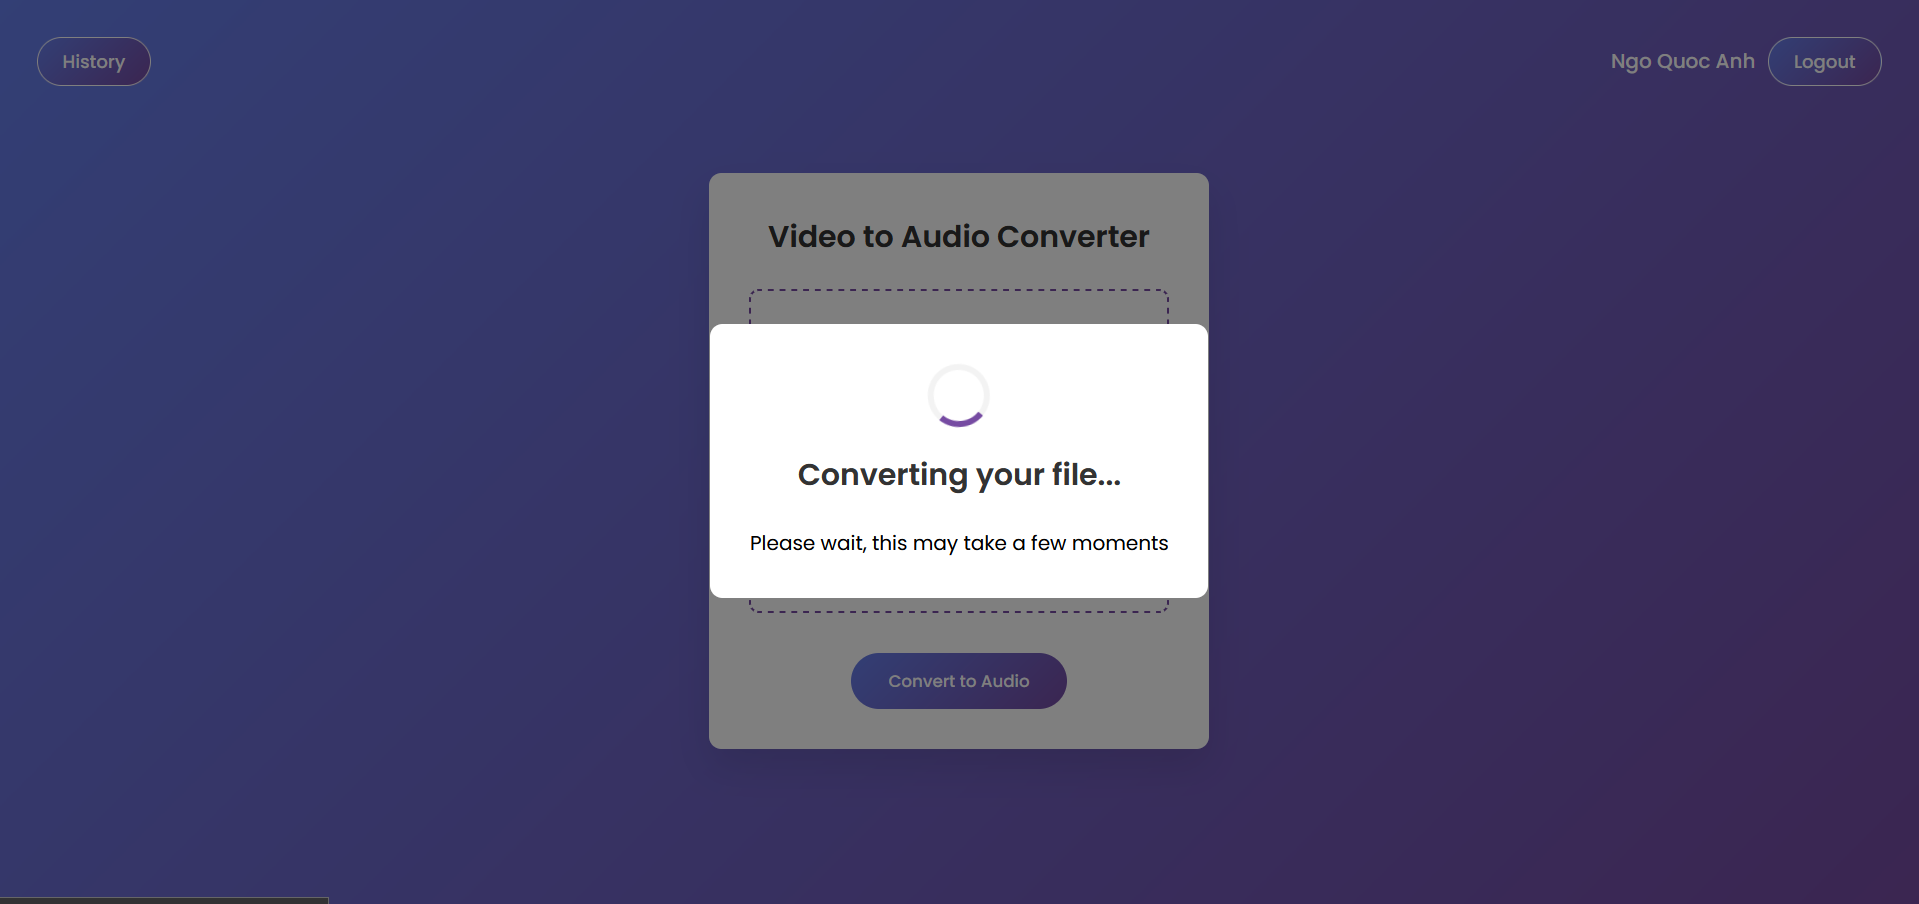 History
Ngo Quoc Anh
Logout
Video to Audio Converter
Converting your file...
Please wait, this may take a few moments
Convert to Audio